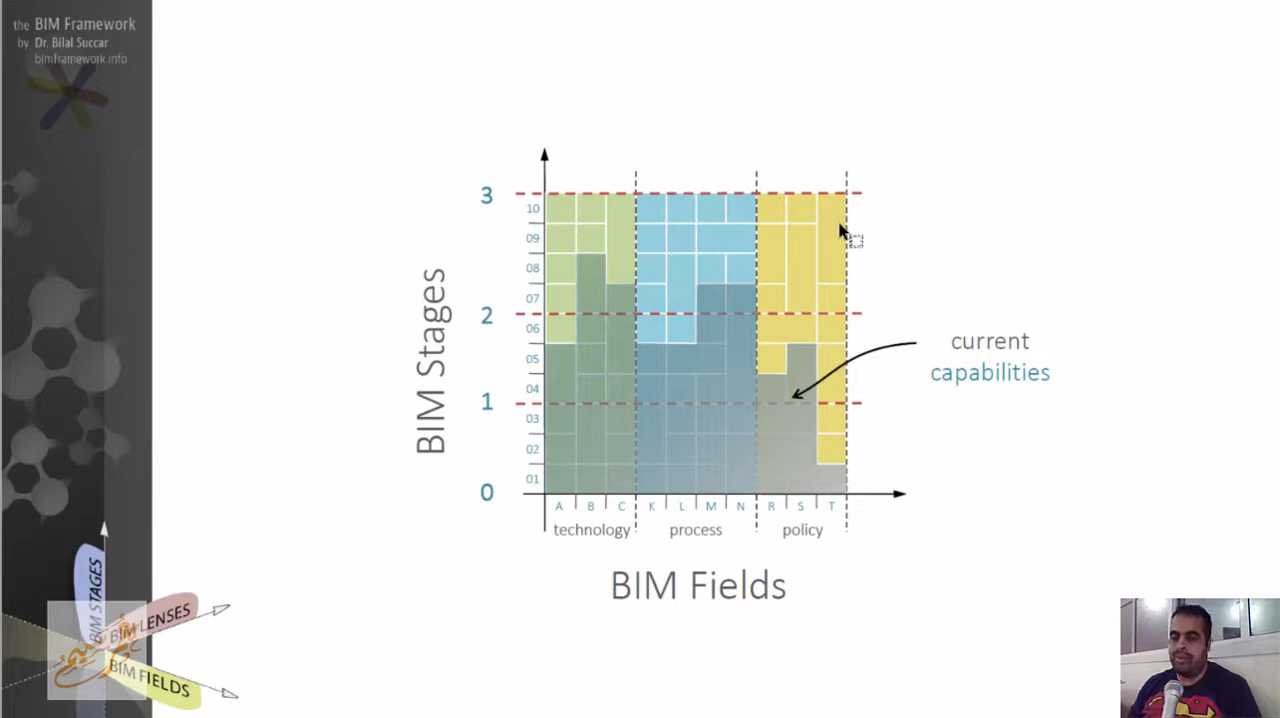 the BIM Framework
by Dr. Bilal Succar
bimframework.info
BIM Stages
3
2
1
0
10
09
08
07
06
05
04
03
02
01
A B C K L M N R S T
technology process policy
BIM Fields
current
capabilities
BIM STAGES
BIM LENSES
BIM FIELDS